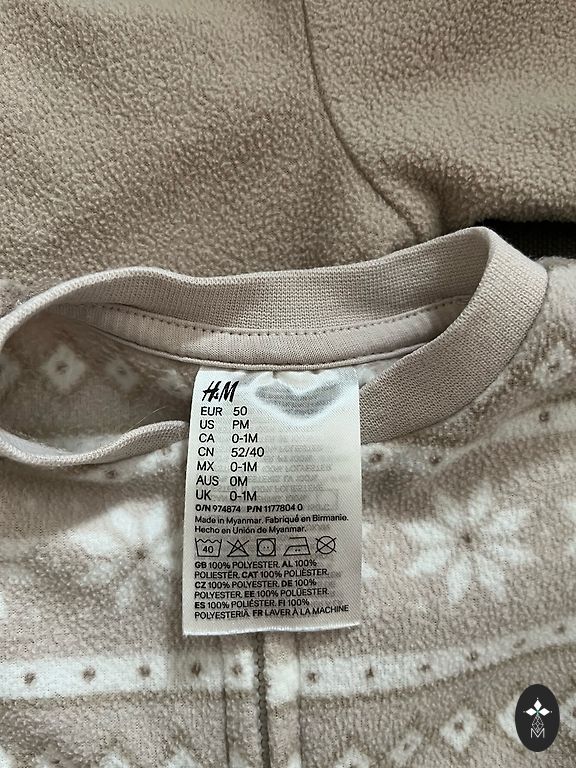 H&M
EUR 50
US PM
CA 0-1M
CN 52/40
MX 0-1M
AUS 0M
UK 0-1M
O/N 974874 P/N 1177804 0
Made in Myanmar. Fabriqué en Birmanie.
Hecho en Unión de Myanmar.
40
GB 100% POLYESTER. AL 100%
POLIESTËR. CAT 100% POLIÈSTER.
CZ 100% POLYESTER. DE 100%
POLYESTER. EE 100% POLÜESTER.
ES 100% POLIÉSTER. FI 100%
POLYESTERIÄ. FR LAVER À LA MACHINE
M